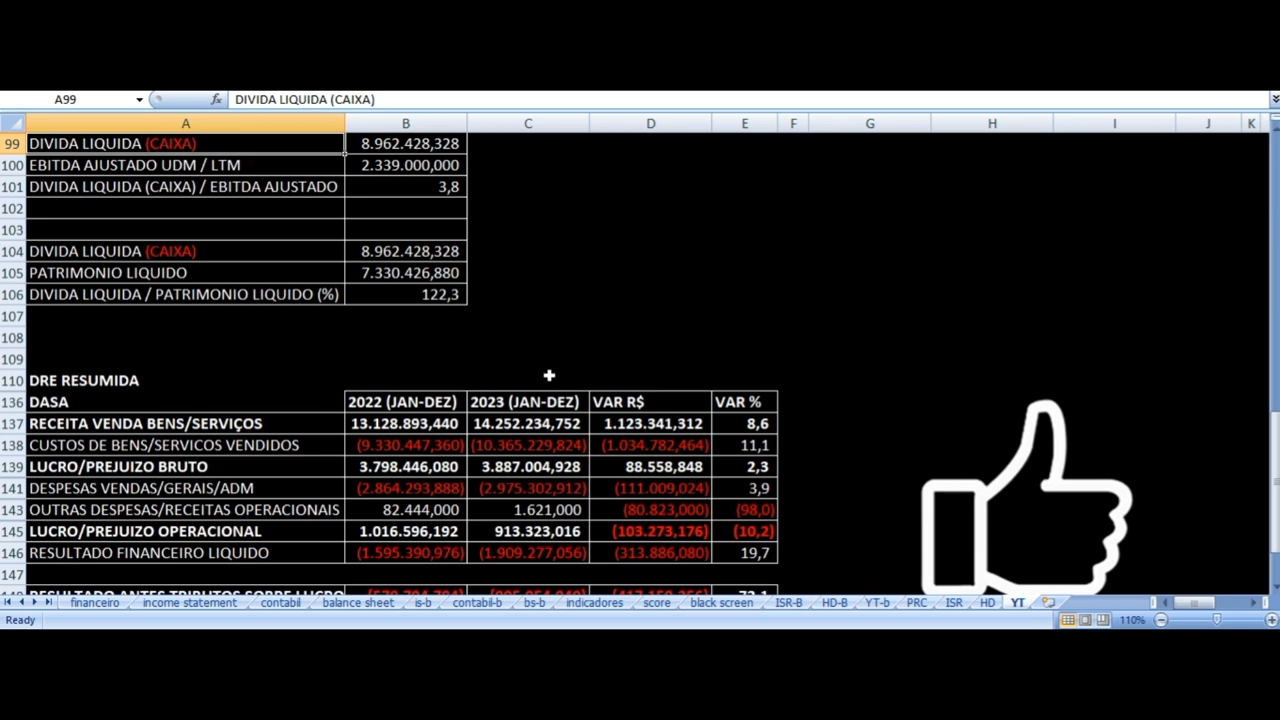 A99 fx DIVIDA LIQUIDA (CAIXA)
A B C D E F G H I J K
99 DIVIDA LIQUIDA (CAIXA) 8.962.428,328
100 EBITDA AJUSTADO UDM / LTM 2.339.000,000
101 DIVIDA LIQUIDA (CAIXA) / EBITDA AJUSTADO 3,8
102
103
104 DIVIDA LIQUIDA (CAIXA) 8.962.428,328
105 PATRIMONIO LIQUIDO 7.330.426,880
106 DIVIDA LIQUIDA / PATRIMONIO LIQUIDO (%) 122,3
107
108
109
110 DRE RESUMIDA
136 DASA 2022 (JAN-DEZ) 2023 (JAN-DEZ) VAR R$ VAR %
137 RECEITA VENDA BENS/SERVIÇOS 13.128.893,440 14.252.234,752 1.123.341,312 8,6
138 CUSTOS DE BENS/SERVICOS VENDIDOS (9.330.447,360) (10.365.229,824) (1.034.782,464) 11,1
139 LUCRO/PREJUIZO BRUTO 3.798.446,080 3.887.004,928 88.558,848 2,3
141 DESPESAS VENDAS/GERAIS/ADM (2.864.293,888) (2.975.302,912) (111.009,024) 3,9
143 OUTRAS DESPESAS/RECEITAS OPERACIONAIS 82.444,000 1.621,000 (80.823,000) (98,0)
145 LUCRO/PREJUIZO OPERACIONAL 1.016.596,192 913.323,016 (103.273,176) (10,2)
146 RESULTADO FINANCEIRO LIQUIDO (1.595.390,976) (1.909.277,056) (313.886,080) 19,7
147
RESULTADO ANTES TRIBUTOS SOBRE LUCRO
financeiro income statement contabil balance sheet is-b contabil-b bs-b indicadores score black screen ISR-B HD-B YT-b PRC ISR HD YT
Ready 110%